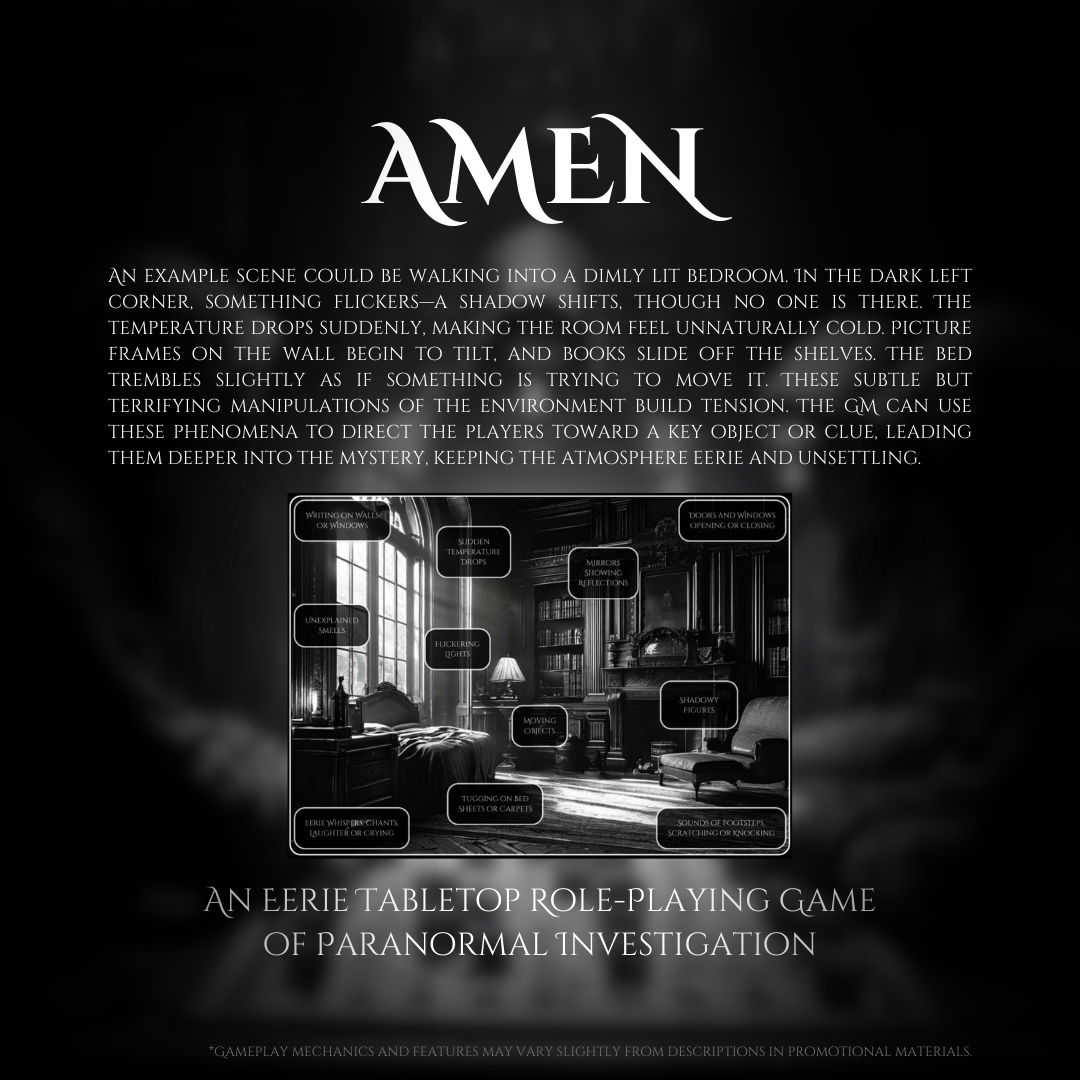 AMEN
AN EXAMPLE SCENE COULD BE WALKING INTO A DIMLY LIT BEDROOM. IN THE DARK LEFT
CORNER, SOMETHING FLICKERS—A SHADOW SHIFTS, THOUGH NO ONE IS THERE. THE
TEMPERATURE DROPS SUDDENLY, MAKING THE ROOM FEEL UNNATURALLY COLD. PICTURE
FRAMES ON THE WALL BEGIN TO TILT, AND BOOKS SLIDE OFF THE SHELVES. THE BED
TREMBLES SLIGHTLY AS IF SOMETHING IS TRYING TO MOVE IT. THESE SUBTLE BUT
TERRIFYING MANIPULATIONS OF THE ENVIRONMENT BUILD TENSION. THE GM CAN USE
THESE PHENOMENA TO DIRECT THE PLAYERS TOWARD A KEY OBJECT OR CLUE, LEADING
THEM DEEPER INTO THE MYSTERY, KEEPING THE ATMOSPHERE EERIE AND UNSETTLING.
WRITING ON WALLS
OR WINDOWS
DOORS AND WINDOWS
OPENING OR CLOSING
SUDDEN
TEMPERATURE
DROPS
MIRRORS
SHOWING
REFLECTIONS
UNEXPLAINED
SMELLS
FLICKERING
LIGHTS
SHADOWY
FIGURES
MOVING
OBJECTS
TUGGING ON BED
SHEETS OR CARPETS
EERIE WHISPERS, CHANTS,
LAUGHTER OR CRYING
SOUNDS OF FOOTSTEPS,
SCRATCHING OR KNOCKING
AN EERIE TABLETOP ROLE-PLAYING GAME
OF PARANORMAL INVESTIGATION
*GAMEPLAY MECHANICS AND FEATURES MAY VARY SLIGHTLY FROM DESCRIPTIONS IN PROMOTIONAL MATERIALS.